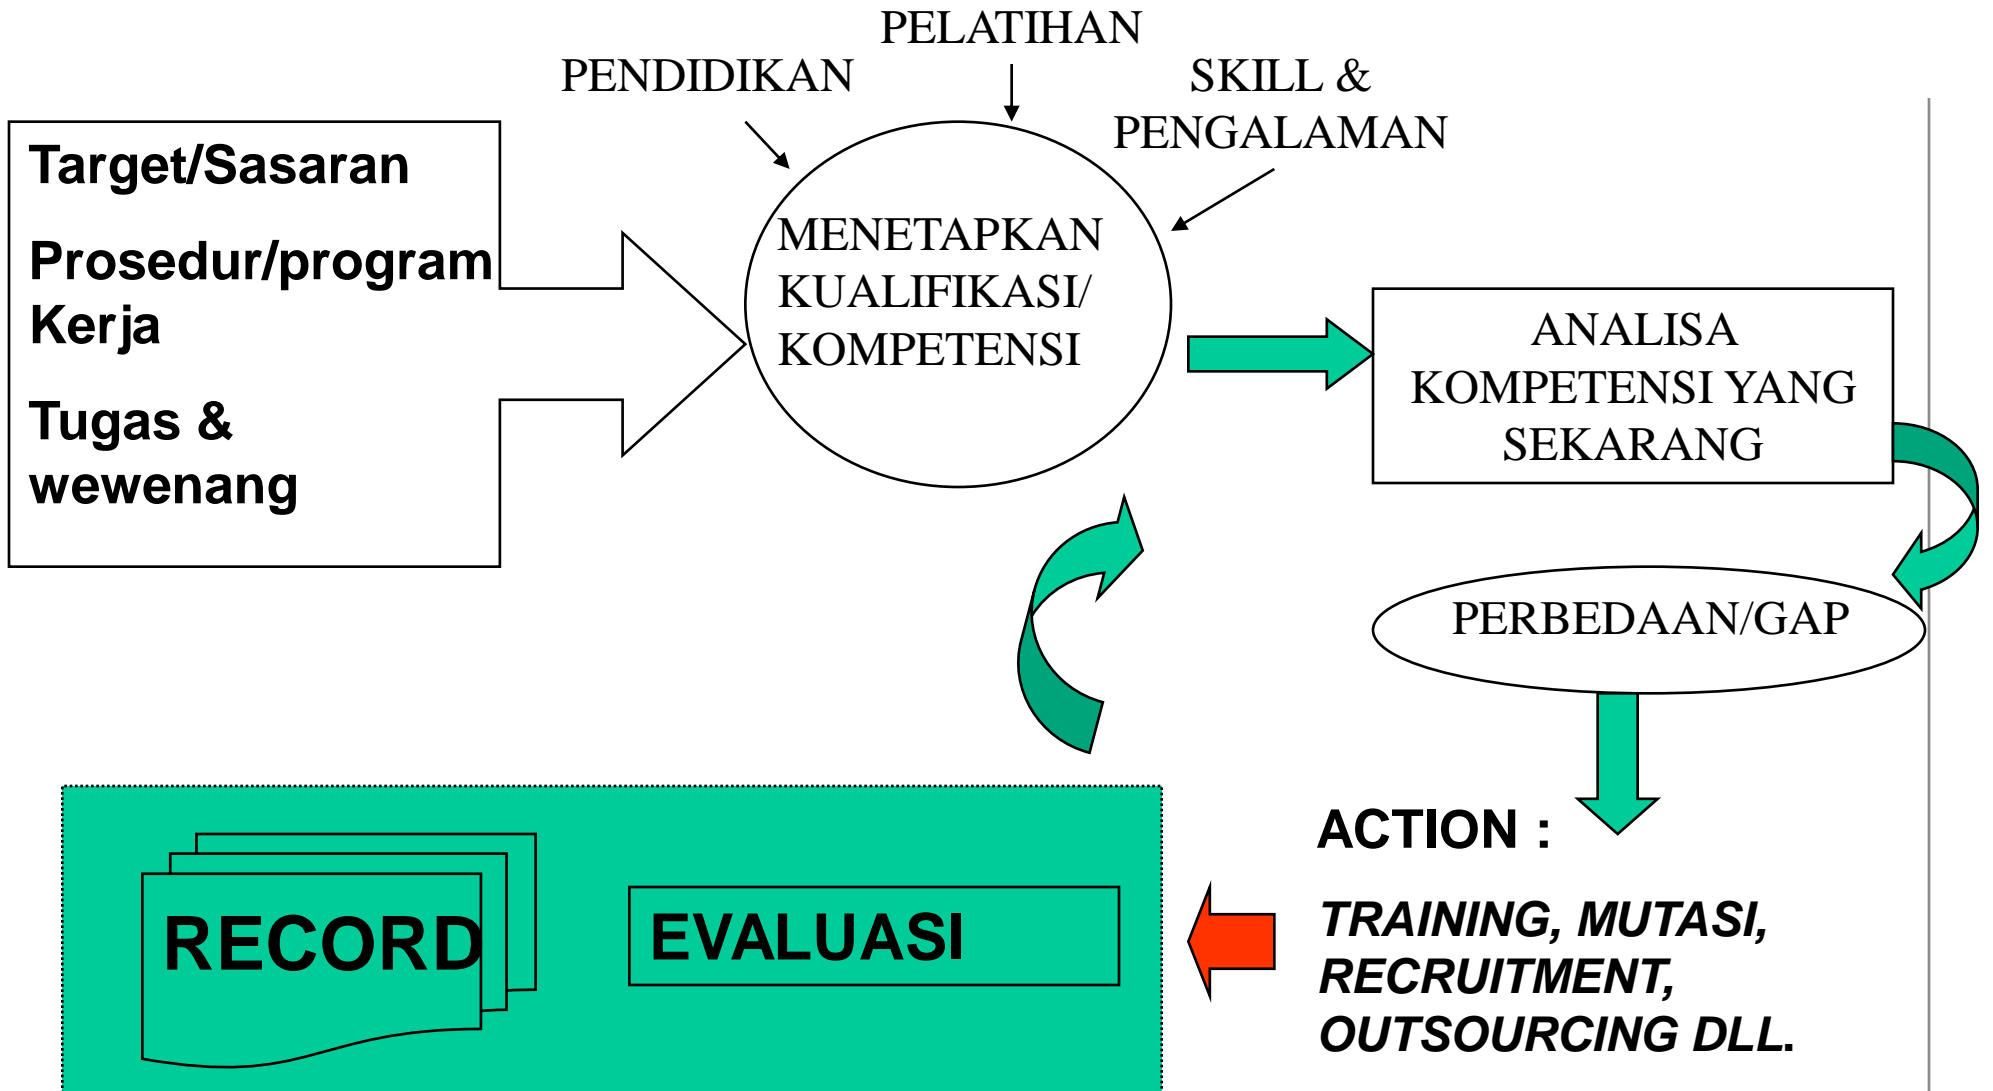 PELATIHAN
PENDIDIKAN
SKILL &
PENGALAMAN
Target/Sasaran
Prosedur/program
Kerja
Tugas &
wewenang
MENETAPKAN
KUALIFIKASI/
KOMPETENSI
ANALISA
KOMPETENSI YANG
SEKARANG
PERBEDAAN/GAP
ACTION :
TRAINING, MUTASI,
RECRUITMENT,
OUTSOURCING DLL.
EVALUASI
RECORD